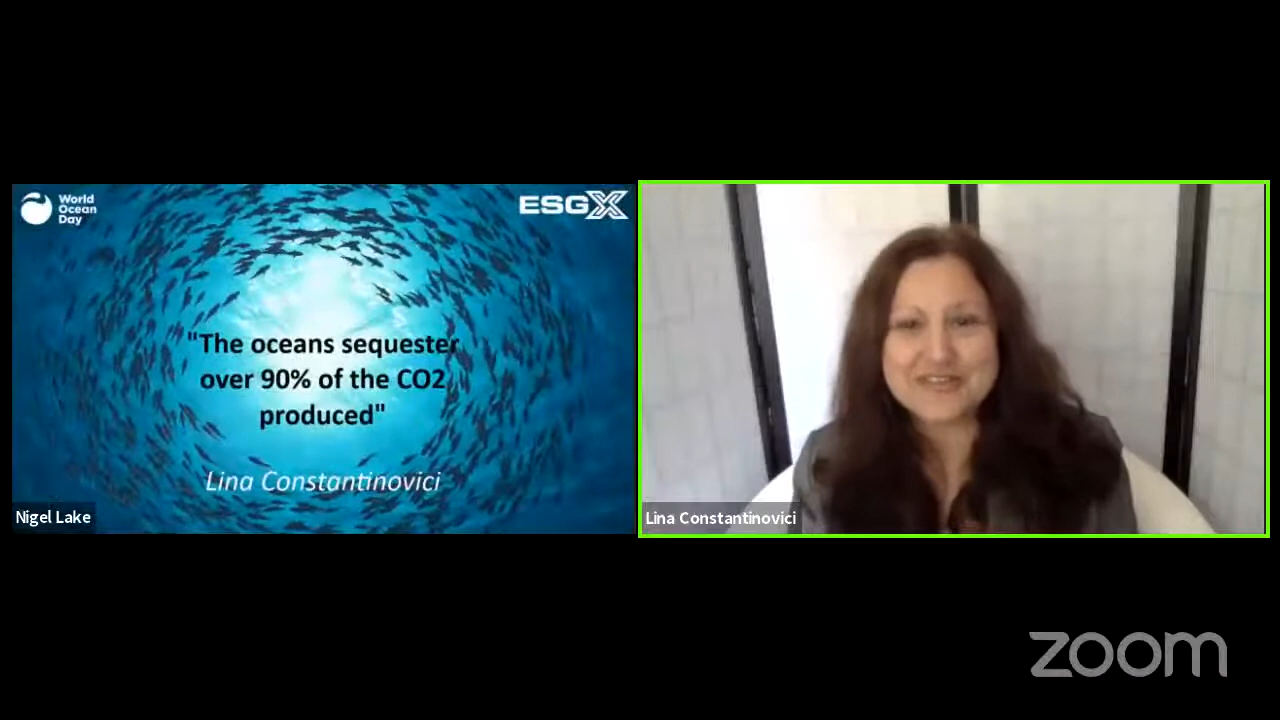 World
Ocean
Day
ESGX
"The oceans sequester
over 90% of the CO2
produced"
Lina Constantinovici
Nigel Lake
Lina Constantinovici
zoom